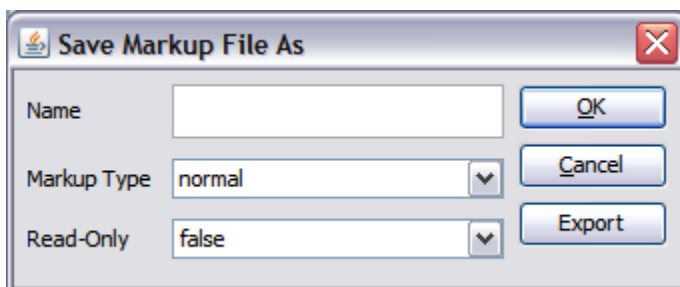 Save Markup File As
Name
OK
Markup Type normal
Cancel
Read-Only false
Export